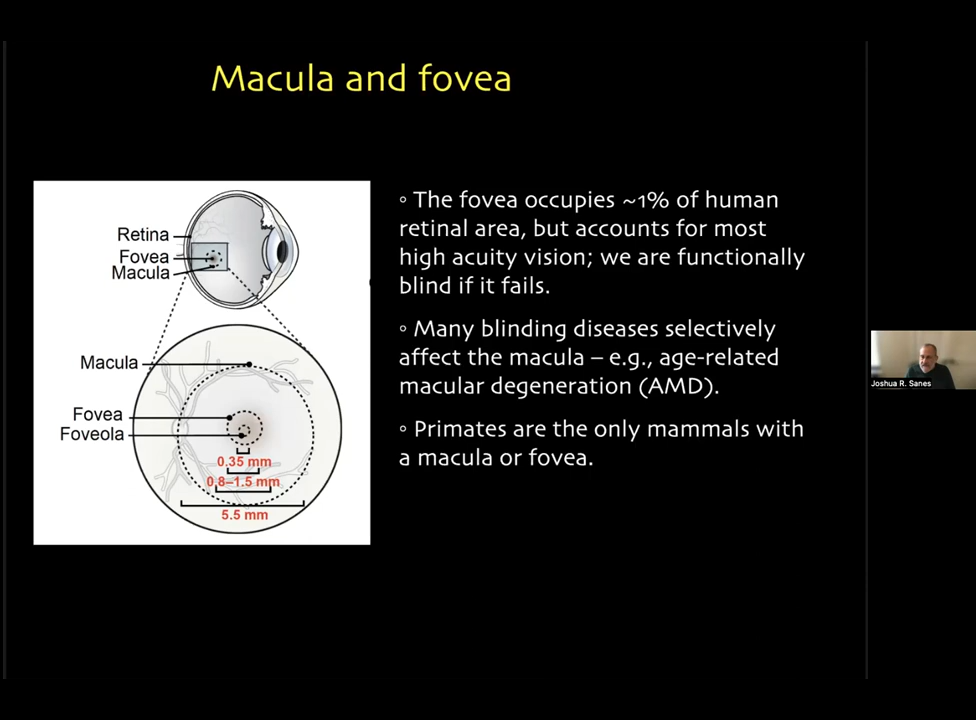 Macula and fovea
Retina
Fovea
Macula
Macula
Fovea
Foveola
0.35 mm
0.8–1.5 mm
5.5 mm
◦ The fovea occupies ~1% of human
retinal area, but accounts for most
high acuity vision; we are functionally
blind if it fails.
◦ Many blinding diseases selectively
affect the macula – e.g., age-related
macular degeneration (AMD).
◦ Primates are the only mammals with
a macula or fovea.
Joshua R. Sanes